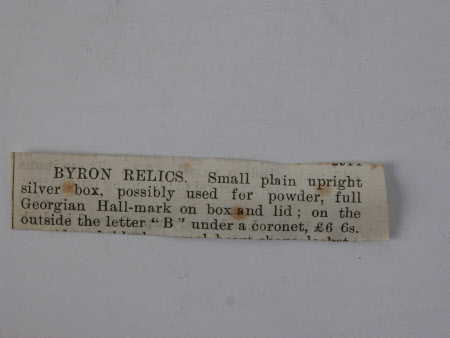 BYRON RELICS. Small plain upright
silver box, possibly used for powder, full
Georgian Hall-mark on box and lid; on the
outside the letter "B" under a coronet, £6 6s.